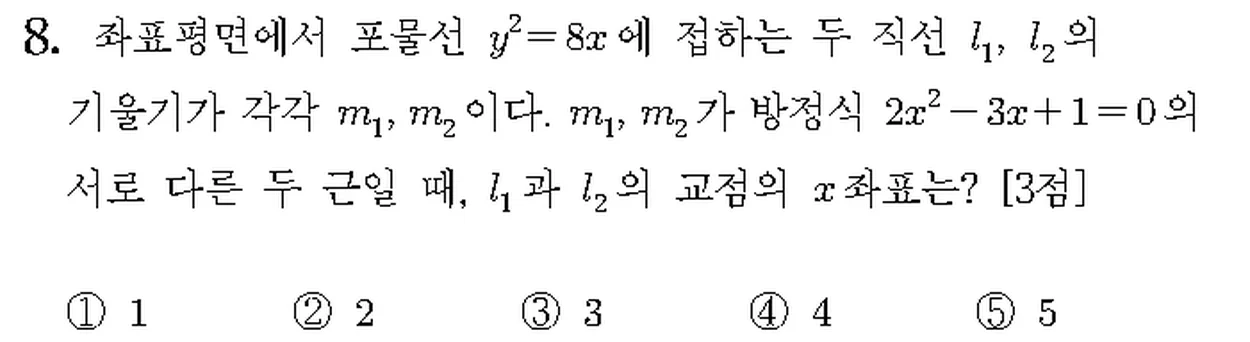 8. 좌표평면에서 포물선 y²=8x에 접하는 두 직선 l₁, l₂의
기울기가 각각 m₁, m₂이다. m₁, m₂가 방정식 2x²-3x+1=0의
서로 다른 두 근일 때, l₁과 l₂의 교점의 x좌표는? [3점]
① 1 ② 2 ③ 3 ④ 4 ⑤ 5